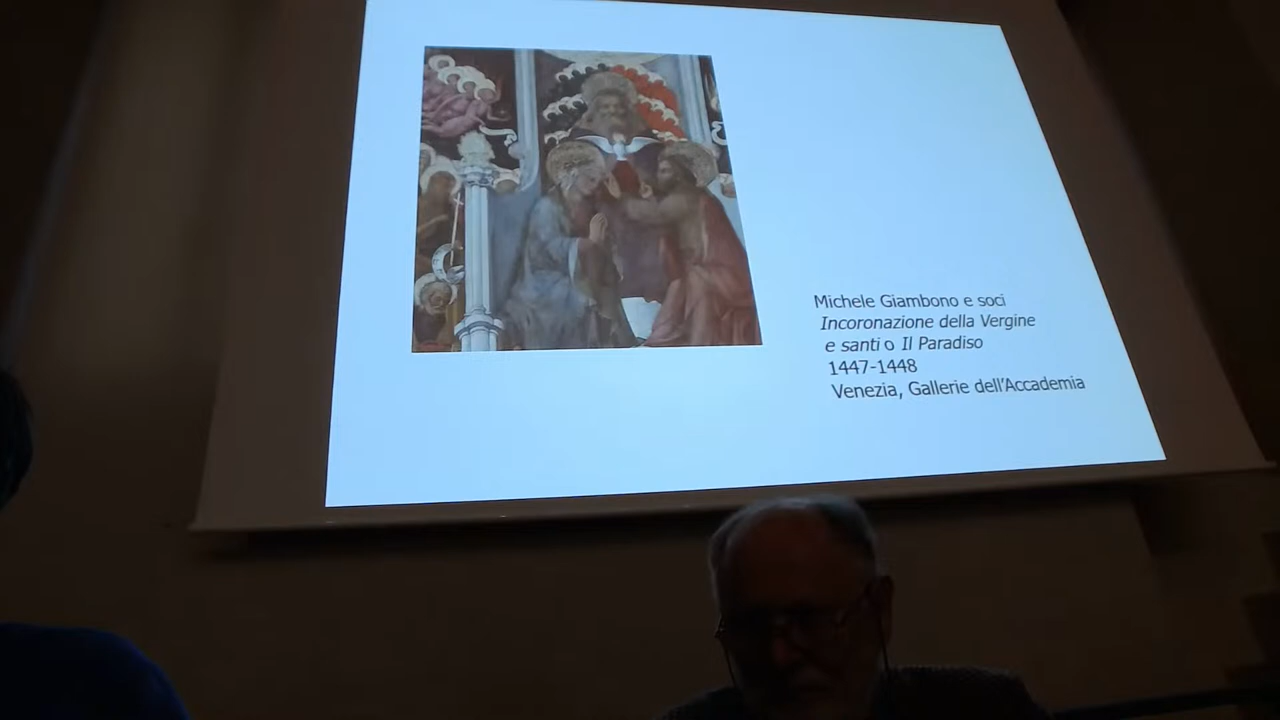 Michele Giambono e soci
Incoronazione della Vergine
e santi o Il Paradiso
1447-1448
Venezia, Gallerie dell'Accademia